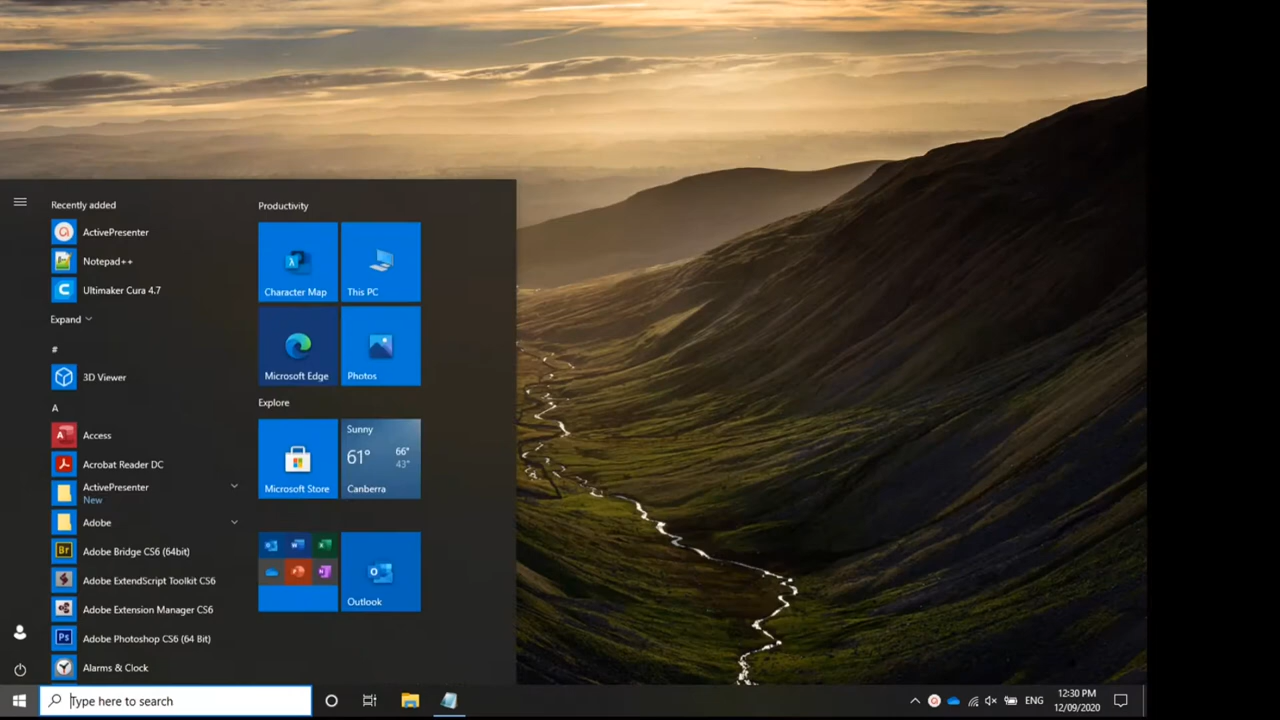 Recently added
ActivePresenter
Notepad++
Ultimaker Cura 4.7
Expand
#
3D Viewer
A
Access
Acrobat Reader DC
ActivePresenter
New
Adobe
Adobe Bridge CS6 (64bit)
Adobe ExtendScript Toolkit CS6
Adobe Extension Manager CS6
Adobe Photoshop CS6 (64 Bit)
Alarms & Clock
Productivity
Character Map
This PC
Microsoft Edge
Photos
Explore
Microsoft Store
Sunny
61° 66°
43°
Canberra
Outlook
Type here to search
ENG
12:30 PM
12/09/2020